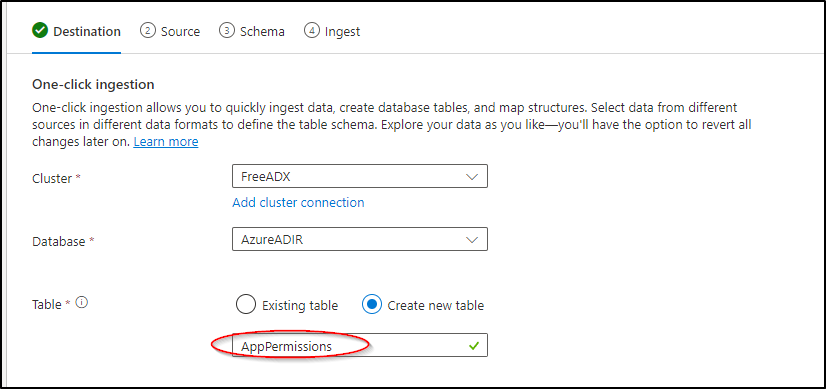 Destination 2 Source 3 Schema 4 Ingest
One-click ingestion
One-click ingestion allows you to quickly ingest data, create database tables, and map structures. Select data from different
sources in different data formats to define the table schema. Explore your data as you like—you'll have the option to revert all
changes later on. Learn more
Cluster * FreeADX
Add cluster connection
Database * AzureADIR
Table * Existing table Create new table
AppPermissions